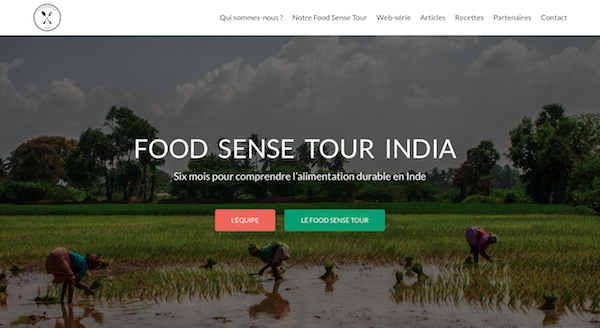 Qui sommes-nous ? Notre Food Sense Tour Web-série Articles Recettes Partenaires Contact
FOOD SENSE TOUR INDIA
Six mois pour comprendre l'alimentation durable en Inde
L'ÉQUIPE LE FOOD SENSE TOUR